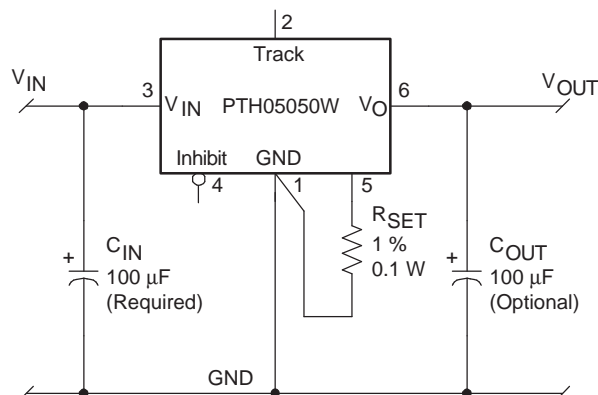 2
Track
VIN
3
VIN
PTH05050W
VO
6
VOUT
Inhibit
GND
4
1
5
RSET
1 %
0.1 W
+
CIN
100 µF
(Required)
+
COUT
100 µF
(Optional)
GND